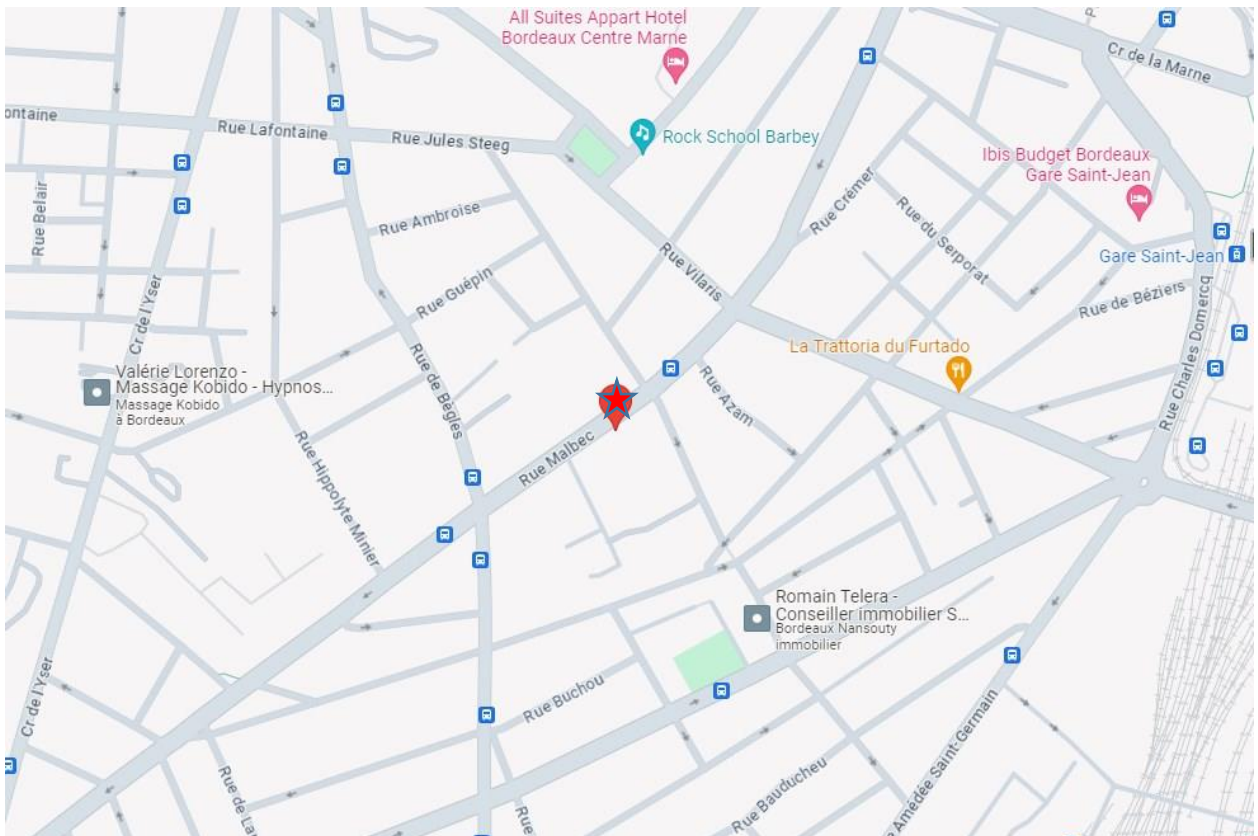 All Suites Appart Hotel
Bordeaux Centre Marne
Cr de la Marne
ontaine
Rue Lafontaine
Rue Jules Steeg
Rock School Barbey
Ibis Budget Bordeaux
Gare Saint-Jean
Rue Belair
Rue Ambroise
Rue Crémer
Rue du Serporat
Rue Vilaris
Gare Saint-Jean
Rue Guépin
Rue de Béziers
Cr de l'Yser
La Trattoria du Furtado
Rue Charles Domercq
Valérie Lorenzo -
Massage Kobido - Hypnos...
Massage Kobido
à Bordeaux
Rue de Bègles
Rue Azam
Rue Malbec
Rue Hippolyte Minier
Romain Telera -
Conseiller immobilier S...
Bordeaux Nansouty
immobilier
Cr de l'Yser
Rue Buchou
Rue Amédée Saint-Germain
Rue de La
Rue
Rue Bauducheu